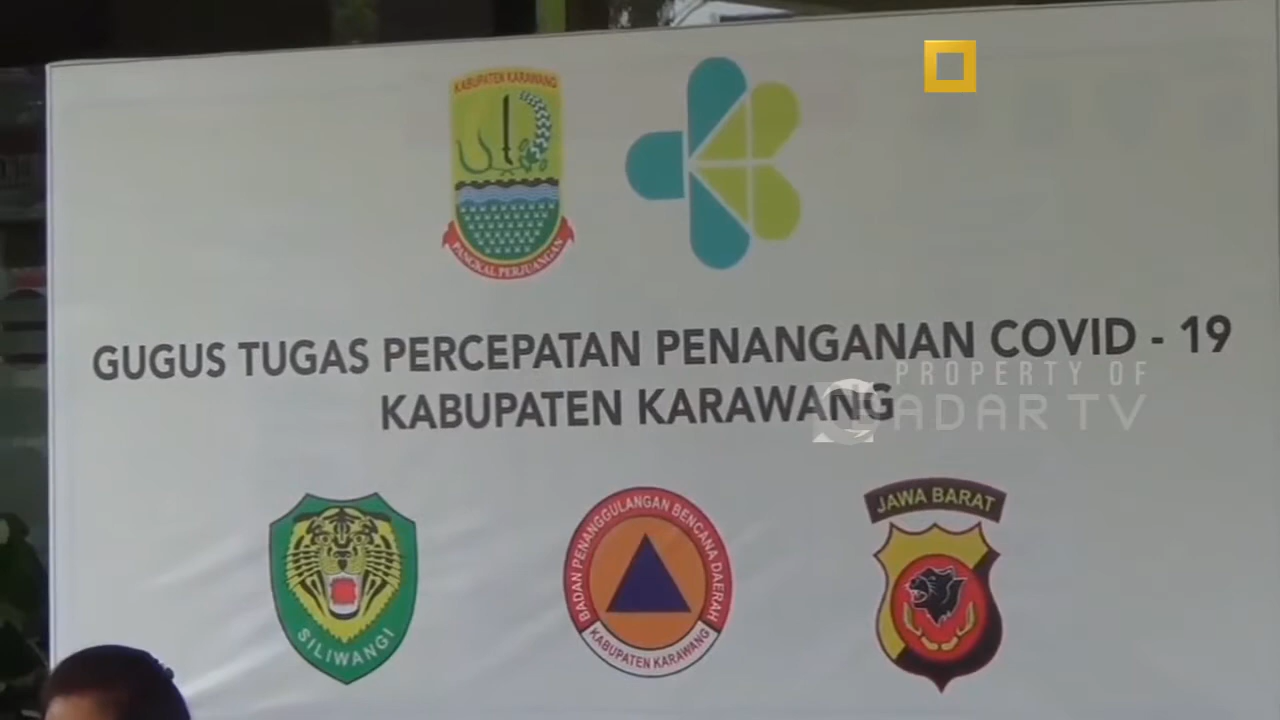 KABUPATEN KARAWANG
PANGKAL PERJUANGAN
GUGUS TUGAS PERCEPATAN PENANGANAN COVID - 19
KABUPATEN KARAWANG
PROPERTY OF
ADAR TV
SILIWANGI
BADAN PENANGGULANGAN BENCANA DAERAH
KABUPATEN KARAWANG
JAWA BARAT